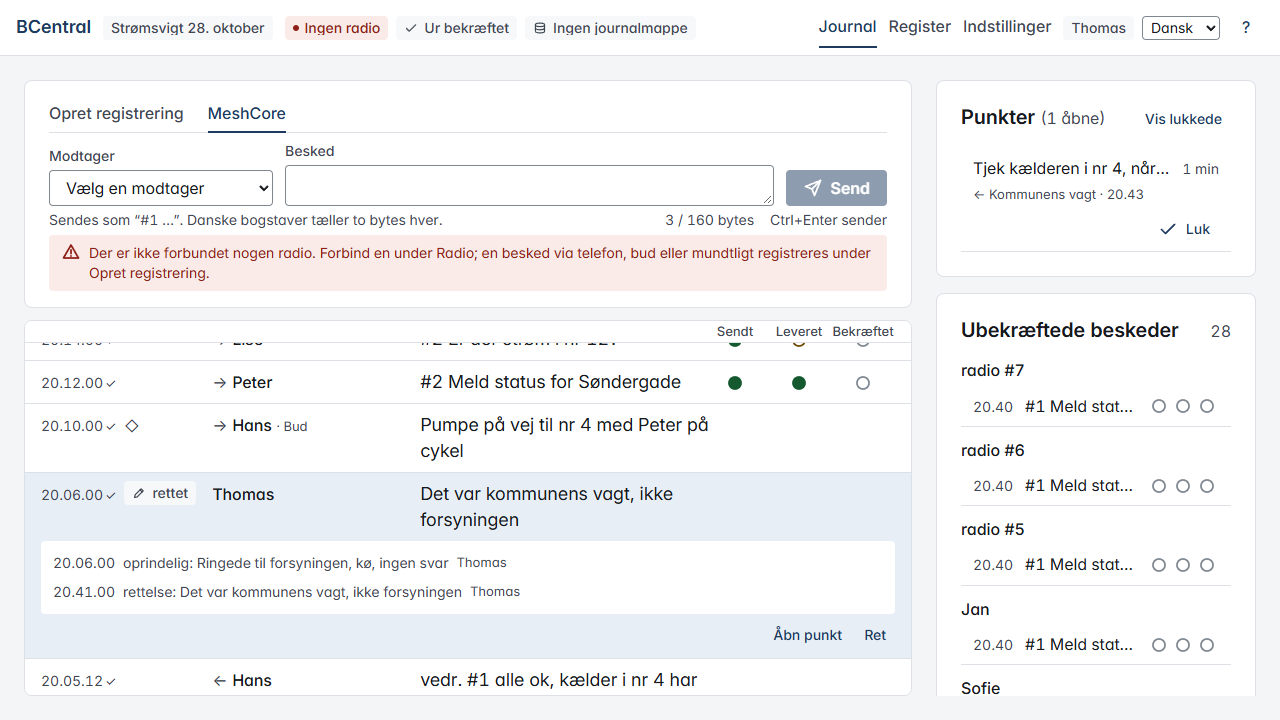 BCentral Strømsvigt 28. oktober Ingen radio Ur bekræftet Ingen journalmappe Journal Register Indstillinger Thomas Dansk ?
Opret registrering MeshCore
Modtager
Besked
Vælg en modtager
Send
Sendes som “#1 …”. Danske bogstaver tæller to bytes hver. 3 / 160 bytes Ctrl+Enter sender
Der er ikke forbundet nogen radio. Forbind en under Radio; en besked via telefon, bud eller mundtligt registreres under
Opret registrering.
Sendt Leveret Bekræftet
20.12.00 → Peter #2 Meld status for Søndergade
20.10.00 → Hans · Bud Pumpe på vej til nr 4 med Peter på
cykel
20.06.00 rettet Thomas Det var kommunens vagt, ikke
forsyningen
20.06.00 oprindelig: Ringede til forsyningen, kø, ingen svar Thomas
20.41.00 rettelse: Det var kommunens vagt, ikke forsyningen Thomas
Åbn punkt Ret
20.05.12 ← Hans vedr. #1 alle ok, kælder i nr 4 har
Punkter (1 åbne) Vis lukkede
Tjek kælderen i nr 4, når… 1 min
← Kommunens vagt · 20.43
Luk
Ubekræftede beskeder 28
radio #7
20.40 #1 Meld stat…
radio #6
20.40 #1 Meld stat…
radio #5
20.40 #1 Meld stat…
Jan
20.40 #1 Meld stat…
Sofie